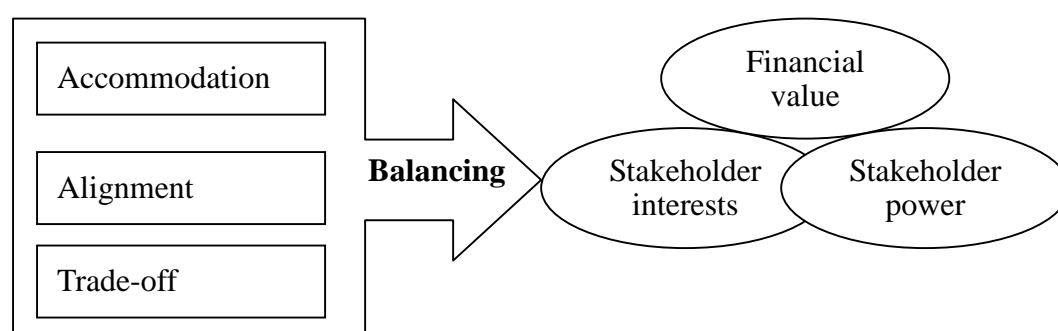 Accommodation
Alignment
Trade-off
Balancing
Financial
value
Stakeholder
interests
Stakeholder
power